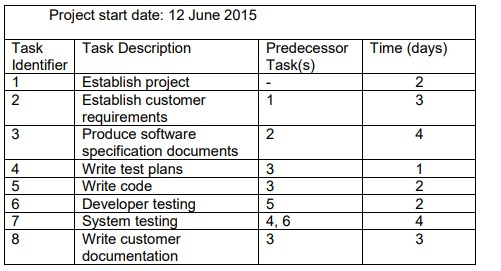 Project start date: 12 June 2015
Task Identifier Task Description Predecessor Task(s) Time (days)
1 Establish project - 2
2 Establish customer requirements 1 3
3 Produce software specification documents 2 4
4 Write test plans 3 1
5 Write code 3 2
6 Developer testing 5 2
7 System testing 4, 6 4
8 Write customer documentation 3 3